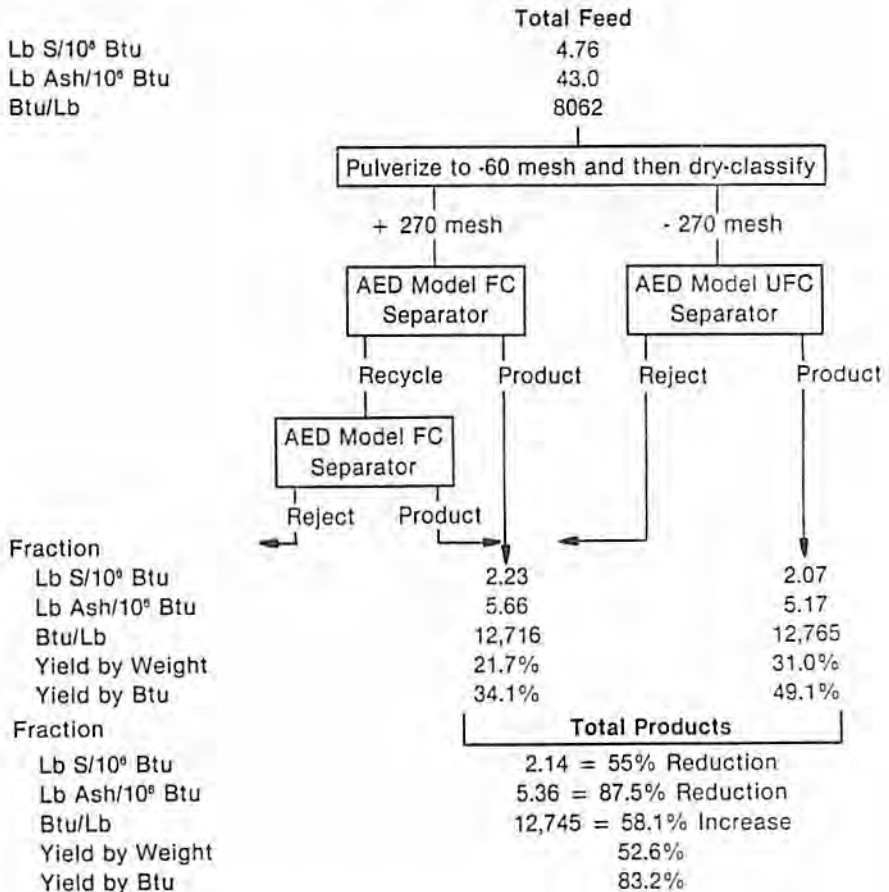 Total Feed
Lb S/10⁶ Btu 4.76
Lb Ash/10⁶ Btu 43.0
Btu/Lb 8062
Pulverize to -60 mesh and then dry-classify
+ 270 mesh - 270 mesh
AED Model FC
Separator
AED Model UFC
Separator
Recycle Product Reject Product
AED Model FC
Separator
Reject Product
Fraction
Lb S/10⁶ Btu 2.23 2.07
Lb Ash/10⁶ Btu 5.66 5.17
Btu/Lb 12,716 12,765
Yield by Weight 21.7% 31.0%
Yield by Btu 34.1% 49.1%
Fraction Total Products
Lb S/10⁶ Btu 2.14 = 55% Reduction
Lb Ash/10⁶ Btu 5.36 = 87.5% Reduction
Btu/Lb 12,745 = 58.1% Increase
Yield by Weight 52.6%
Yield by Btu 83.2%